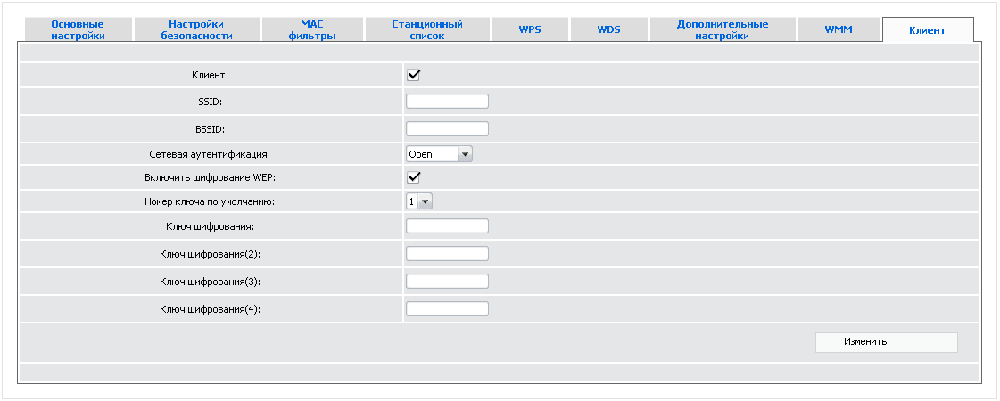 Основные настройки
Настройки безопасности
MAC фильтры
Станционный список
WPS
WDS
Дополнительные настройки
WMM
Клиент
Клиент:
SSID:
BSSID:
Сетевая аутентификация: Open
Включить шифрование WEP:
Номер ключа по умолчанию: 1
Ключ шифрования:
Ключ шифрования(2):
Ключ шифрования(3):
Ключ шифрования(4):
Изменить